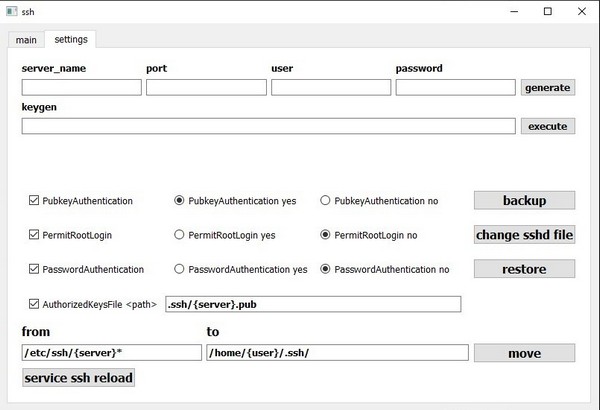 ssh
main settings
server_name port user password
generate
keygen
execute
PubkeyAuthentication PubkeyAuthentication yes PubkeyAuthentication no backup
PermitRootLogin PermitRootLogin yes PermitRootLogin no change sshd file
PasswordAuthentication PasswordAuthentication yes PasswordAuthentication no restore
AuthorizedKeysFile <path> .ssh/{server}.pub
from to
/etc/ssh/{server}* /home/{user}/.ssh/ move
service ssh reload